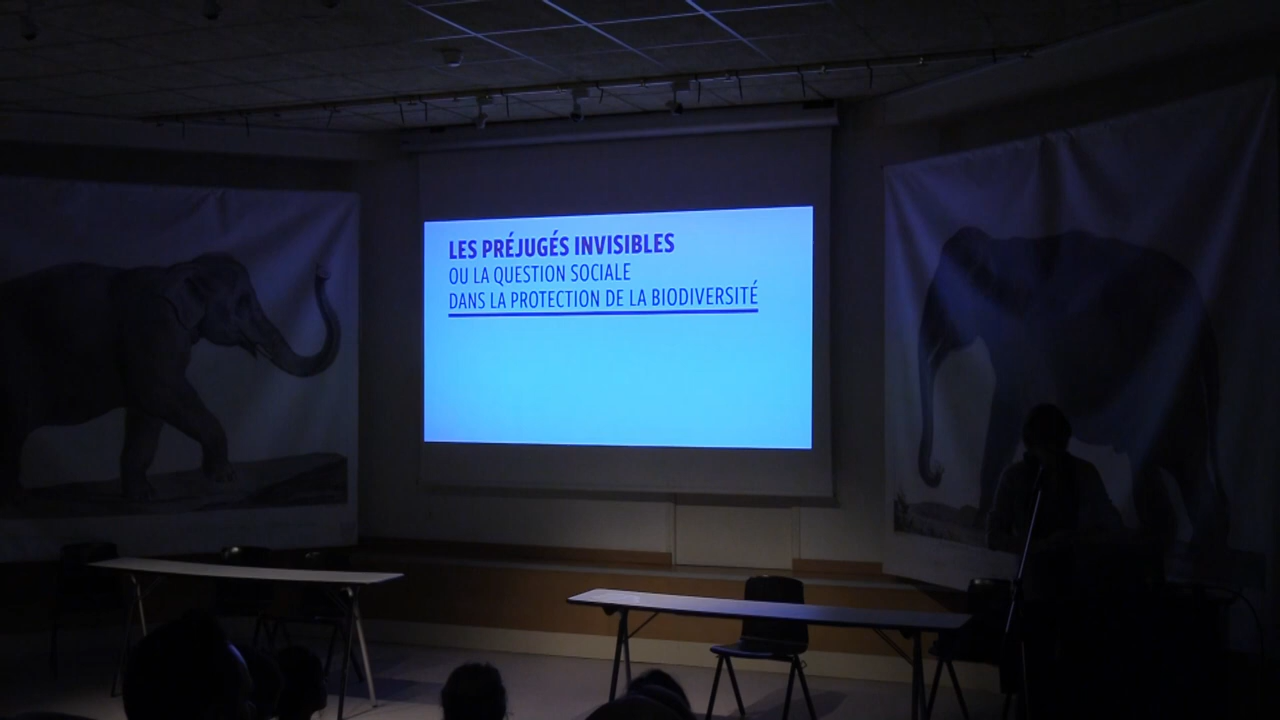 LES PRÉJUGÉS INVISIBLES
OU LA QUESTION SOCIALE
DANS LA PROTECTION DE LA BIODIVERSITÉ